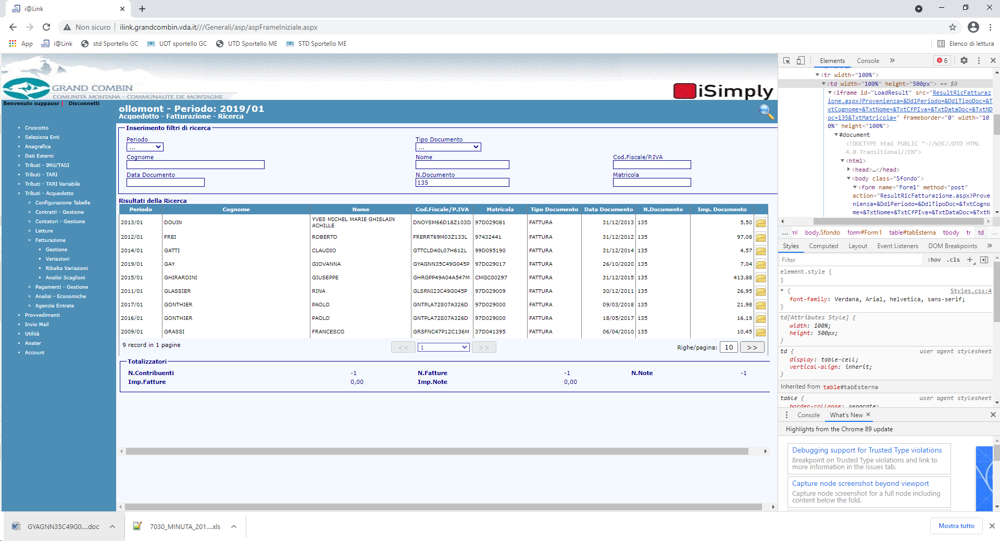 i@Link
Non sicuro
ilink.grandcombin.vda.it///Generali/asp/aspFrameIniziale.aspx
App
i@Link
std Sportello GC
UDT sportello GC
UTD Sportello ME
STD Sportello ME
Elenco di lettura
GRAND COMBIN
COMUNITÀ MONTANA - COMMUNAUTE DE MONTAGNE
iSimply
Benvenuto suppausr | Disconnetti
ollomont - Periodo: 2019/01
Acquedotto - Fatturazione - Ricerca
Cruscotto
Seleziona Enti
Anagrafica
Dati Esterni
Tributi - IMU/TASI
Tributi - TARI
Tributi - TARI Variabile
Tributi - Acquedotto
Configurazione Tabelle
Contratti - Gestione
Contatori - Gestione
Letture
Fatturazione
Gestione
Variazioni
Ribalta Variazioni
Analisi Scaglioni
Pagamenti - Gestione
Analisi - Economiche
Agenzia Entrate
Provvedimenti
Invio Mail
Utilità
Anater
Account
Inserimento filtri di ricerca
Periodo
...
Tipo Documento
...
Cognome
Nome
Cod.Fiscale/P.IVA
Data Documento
N.Documento
135
Matricola
Risultati della Ricerca
Periodo Cognome Nome Cod.Fiscale/P.IVA Matricola Tipo Documento Data Documento N.Documento Imp. Documento
2013/01 DOUIN YVES MICHEL MARIE GHISLAIN ACHILLE DNOYSM66D18Z103D 97D029081 FATTURA 31/12/2013 135 5,50
2012/01 FREI ROBERTO FRERRT69M03Z133L 97432441 FATTURA 31/12/2012 135 97,08
2014/01 GATTI CLAUDIO GTTCLD40L07H612L 99D095190 FATTURA 31/12/2014 135 4,57
2019/01 GAY GIOVANNA GYAGNN35C49G045P 97D029017 FATTURA 26/10/2020 135 7,04
2015/01 GHIRARDINI GIUSEPPE GHRGPP49A04A547M CMGC00297 FATTURA 31/12/2015 135 413,88
2011/01 GLASSIER RINA GLSRNI23C49G045P 97D029009 FATTURA 30/12/2011 135 26,95
2017/01 GONTHIER PAOLO GNTPLA72S07A326D 97D029000 FATTURA 09/03/2018 135 21,98
2016/01 GONTHIER PAOLO GNTPLA72S07A326D 97D029000 FATTURA 18/05/2017 135 16,19
2009/01 GRASSI FRANCESCO GRSFNC47P12C136M 37D041395 FATTURA 06/04/2010 135 10,45
9 record in 1 pagine
<< 1 >>
Righe/pagina: 10 >>
Totalizzatori
N.Contribuenti -1 N.Fatture -1 N.Note -1
Imp.Fatture 0,00 Imp.Note 0,00
Elements Console » 6
<tr width="100%">
<td width="100%" height="500px"> == $0
<iframe id="LoadResult" src="ResultRicFatturaz
ione.aspx?Provenienza=&DdlPeriodo=&DdlTipoDoc=&T
xtCognome=&TxtNome=&TxtCfPIva=&TxtDataDoc=&TxtND
oc=135&TxtMatricola=" frameborder="0" width="10
0%" height="100%">
#document
<!DOCTYPE html PUBLIC "-//W3C//DTD HTML
4.0 Transitional//EN">
<html>
<head>…</head>
<body class="Sfondo">
<form name="Form1" method="post"
action="ResultRicFatturazione.aspx?Prove
nienza=&DdlPeriodo=&DdlTipoDoc=&TxtCogno
me=&TxtNome=&TxtCfPIva=&TxtDataDoc=&TxtN
... ml body.Sfondo form#Form1 table#tabEsterna tbody tr td ...
Styles Computed Layout Event Listeners DOM Breakpoints »
Filter :hov .cls +
element.style {
}
* { Styles.css:4
font-family: Verdana, Arial, helvetica, sans-serif;
}
td[Attributes Style] {
width: 100%;
height: 500px;
}
td { user agent stylesheet
display: table-cell;
vertical-align: inherit;
}
Inherited from table#tabEsterna
table { user agent stylesheet
border-collapse: separate;
Console What's New
Highlights from the Chrome 89 update
Debugging support for Trusted Type violations
Breakpoint on Trusted Type violations and link to
more information in the Issues tab.
Capture node screenshot beyond viewport
Capture node screenshot for a full node including
content below the fold.
GYAGNN35C49G0....doc
7030_MINUTA_201....xls
Mostra tutto